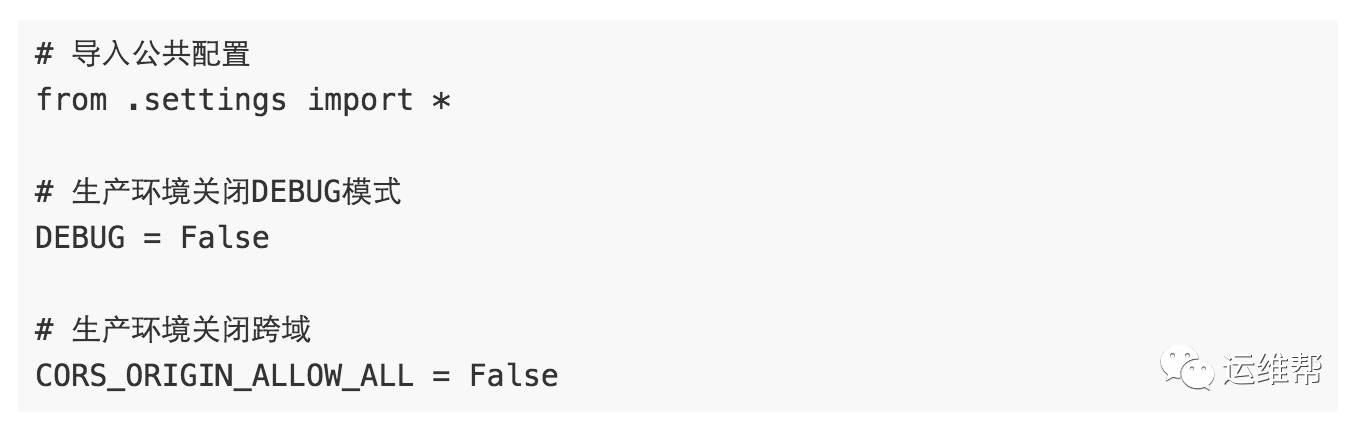 # 导入公共配置
from .settings import *
# 生产环境关闭DEBUG模式
DEBUG = False
# 生产环境关闭跨域
CORS_ORIGIN_ALLOW_ALL = False
运维帮